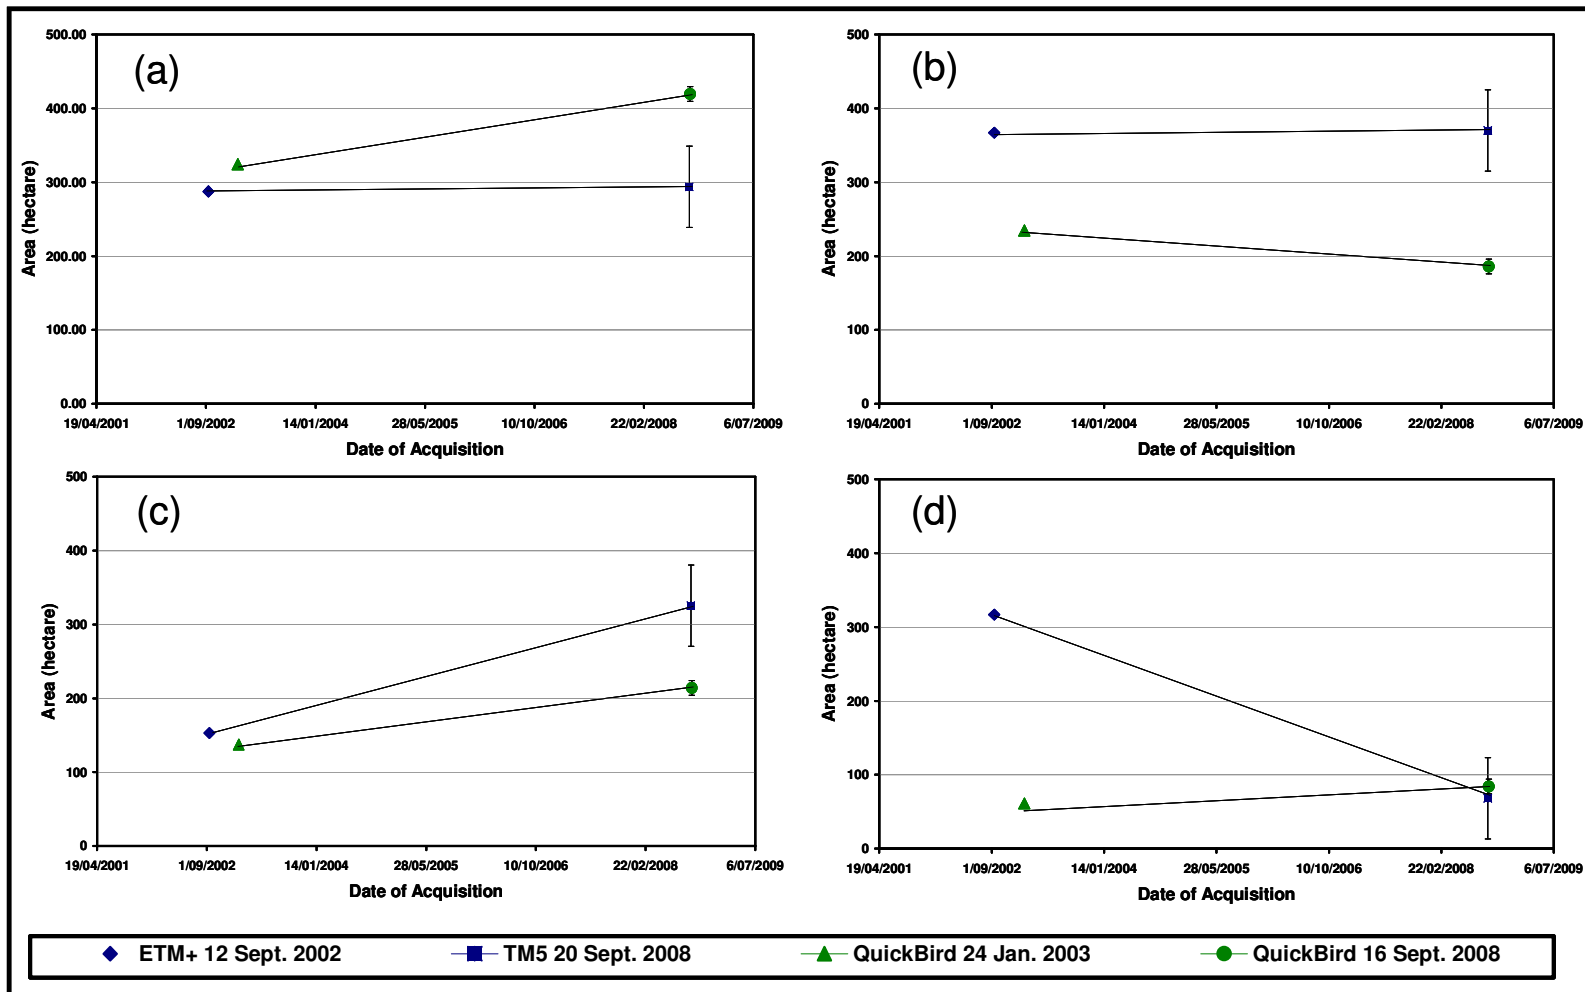 (a)
500.00
400.00
300.00
200.00
100.00
0.00
Area (hectare)
19/04/2001 1/09/2002 14/01/2004 28/05/2005 10/10/2006 22/02/2008 6/07/2009
Date of Acquisition
(b)
500
400
300
200
100
0
Area (hectare)
19/04/2001 1/09/2002 14/01/2004 28/05/2005 10/10/2006 22/02/2008 6/07/2009
Date of Acquisition
(c)
500
400
300
200
100
0
Area (hectare)
19/04/2001 1/09/2002 14/01/2004 28/05/2005 10/10/2006 22/02/2008 6/07/2009
Date of Acquisition
(d)
500
400
300
200
100
0
Area (hectare)
19/04/2001 1/09/2002 14/01/2004 28/05/2005 10/10/2006 22/02/2008 6/07/2009
Date of Acquisition
ETM+ 12 Sept. 2002 TM5 20 Sept. 2008 QuickBird 24 Jan. 2003 QuickBird 16 Sept. 2008